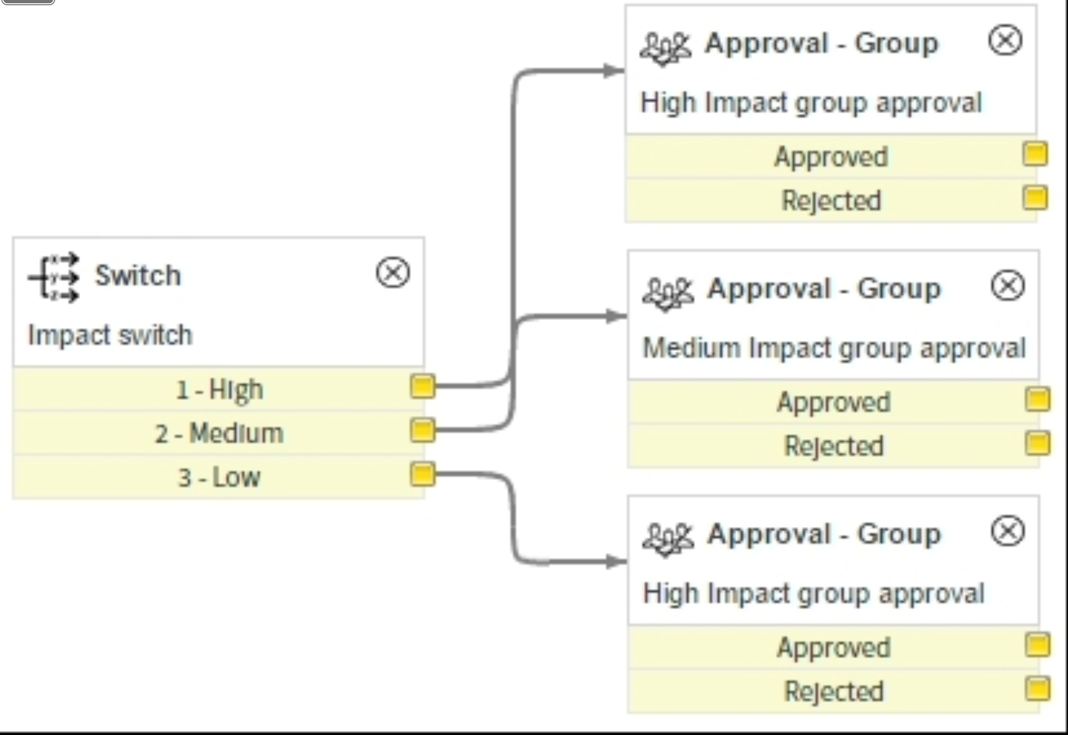 Approval - Group
High Impact group approval
Approved
Rejected
Switch
Impact switch
1 - High
2 - Medium
3 - Low
Approval - Group
Medium Impact group approval
Approved
Rejected
Approval - Group
High Impact group approval
Approved
Rejected